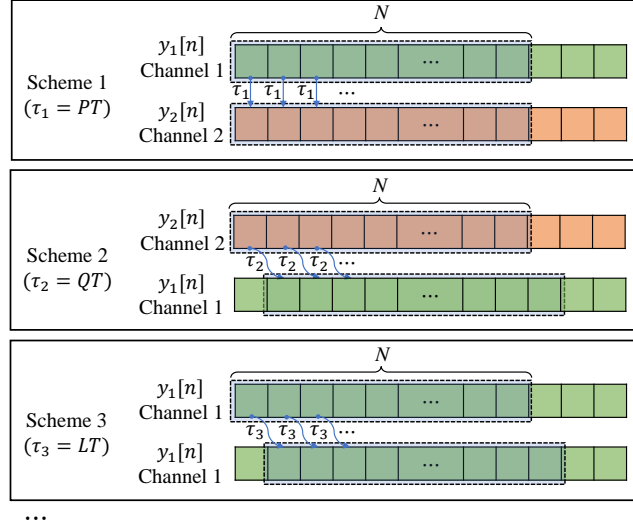 N
y₁[n]
Channel 1
...
Scheme 1
(τ₁ = PT)
τ₁ τ₁ τ₁ ...
y₂[n]
Channel 2
N
y₂[n]
Channel 2
...
Scheme 2
(τ₂ = QT)
τ₂ τ₂ τ₂ ...
y₁[n]
Channel 1
...
N
y₁[n]
Channel 1
...
Scheme 3
(τ₃ = LT)
τ₃ τ₃ τ₃ ...
y₁[n]
Channel 1
...
...